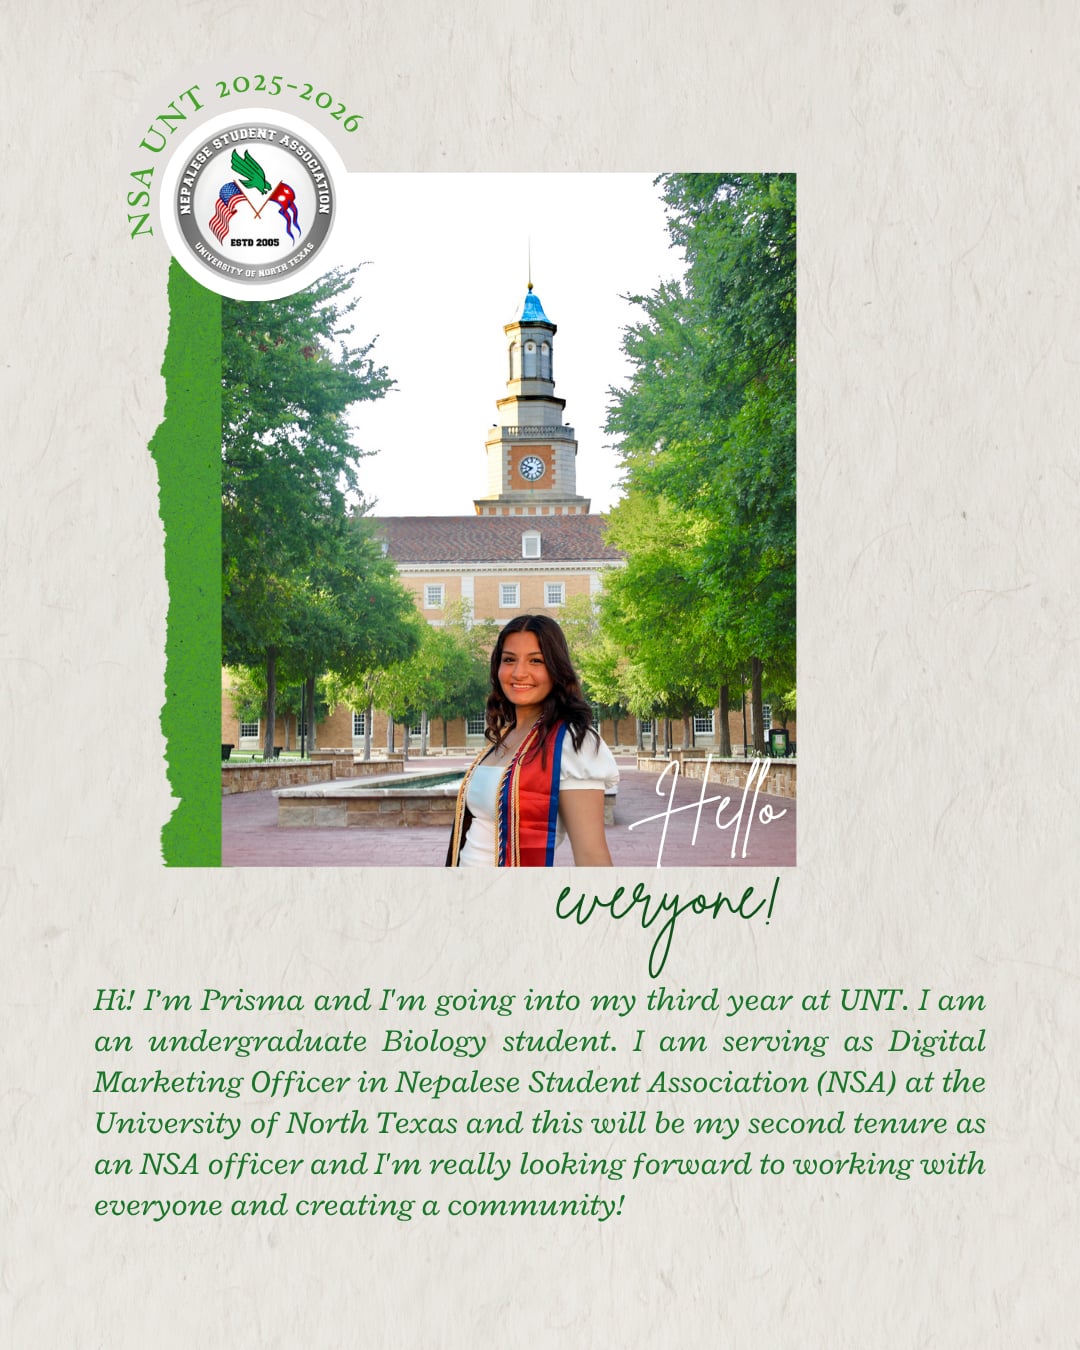 NSA UNT 2025-2026
NEPALESE STUDENT ASSOCIATION
ESTD 2005
UNIVERSITY OF NORTH TEXAS
Hello
everyone!
Hi! I’m Prisma and I'm going into my third year at UNT. I am
an undergraduate Biology student. I am serving as Digital
Marketing Officer in Nepalese Student Association (NSA) at the
University of North Texas and this will be my second tenure as
an NSA officer and I'm really looking forward to working with
everyone and creating a community!